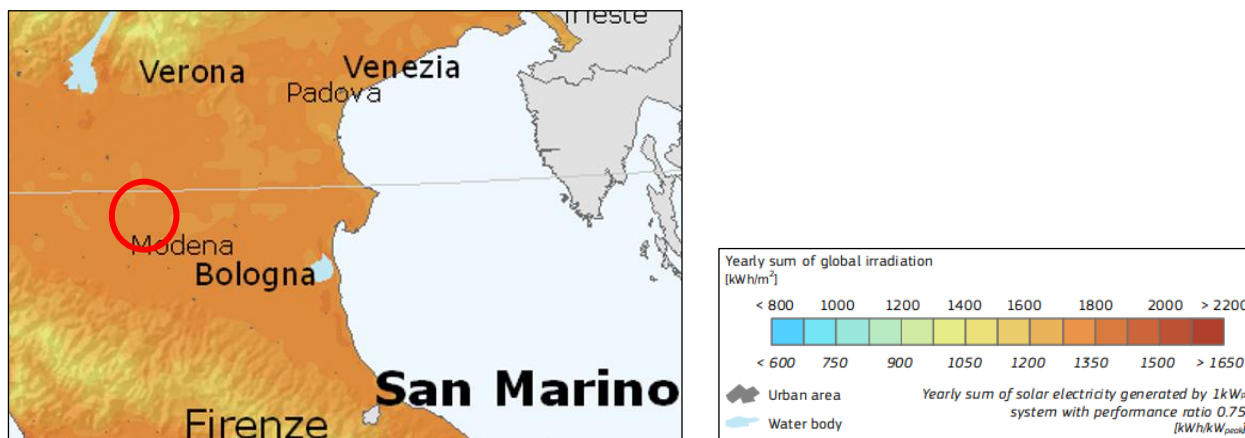 Trieste
Verona
Venezia
Padova
Modena
Bologna
San Marino
Firenze
Yearly sum of global irradiation
[kWh/m²]
< 800 1000 1200 1400 1600 1800 2000 > 2200
< 600 750 900 1050 1200 1350 1500 > 1650
Urban area
Water body
Yearly sum of solar electricity generated by 1kWp
system with performance ratio 0.75
[kWh/kWpeak]